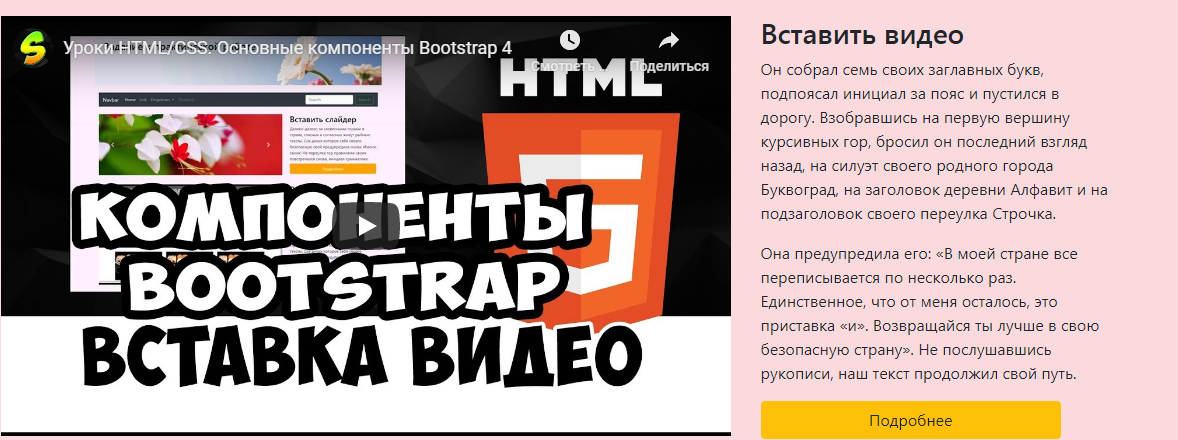 Уроки HTML/CSS. Основные компоненты Bootstrap 4
Смотреть...
Поделиться
HTML
Navbar
Home
Search
Вставить слайдер
Подробнее
КОМПОНЕНТЫ
BOOTSTRAP
ВСТАВКА ВИДЕО
Вставить видео
Он собрал семь своих заглавных букв,
подпоясал инициал за пояс и пустился в
дорогу. Взобравшись на первую вершину
курсивных гор, бросил он последний взгляд
назад, на силуэт своего родного города
Буквоград, на заголовок деревни Алфавит и на
подзаголовок своего переулка Строчка.
Она предупредила его: «В моей стране все
переписывается по несколько раз.
Единственное, что от меня осталось, это
приставка «и». Возвращайся ты лучше в свою
безопасную страну». Не послушавшись
рукописи, наш текст продолжил свой путь.
Подробнее